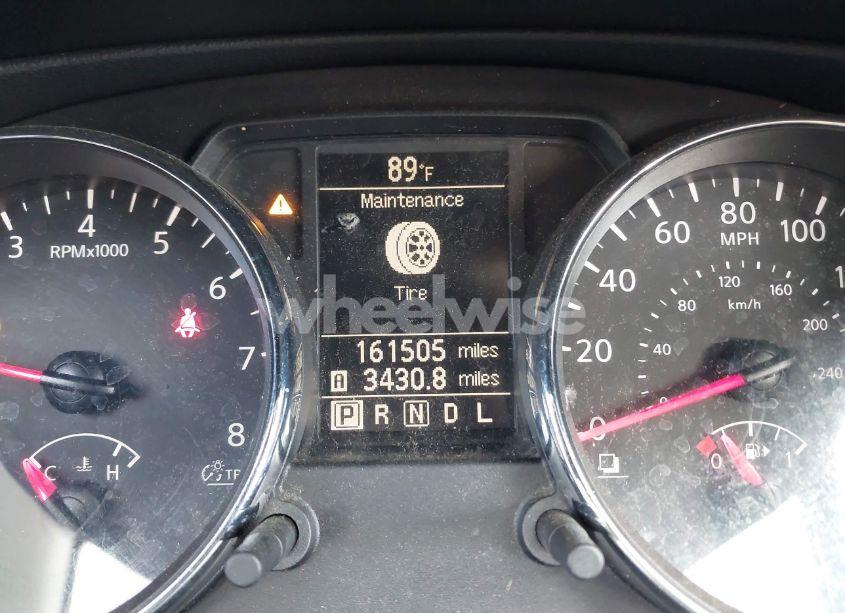 89°F
Maintenance
Tire
161505 miles
A 3430.8 miles
P R N D L
3 4 5 6 7 8
RPMx1000
C H
0 20 40 60 80 100
MPH
0 40 80 120 160 200 240
km/h
0 1
wheelwise